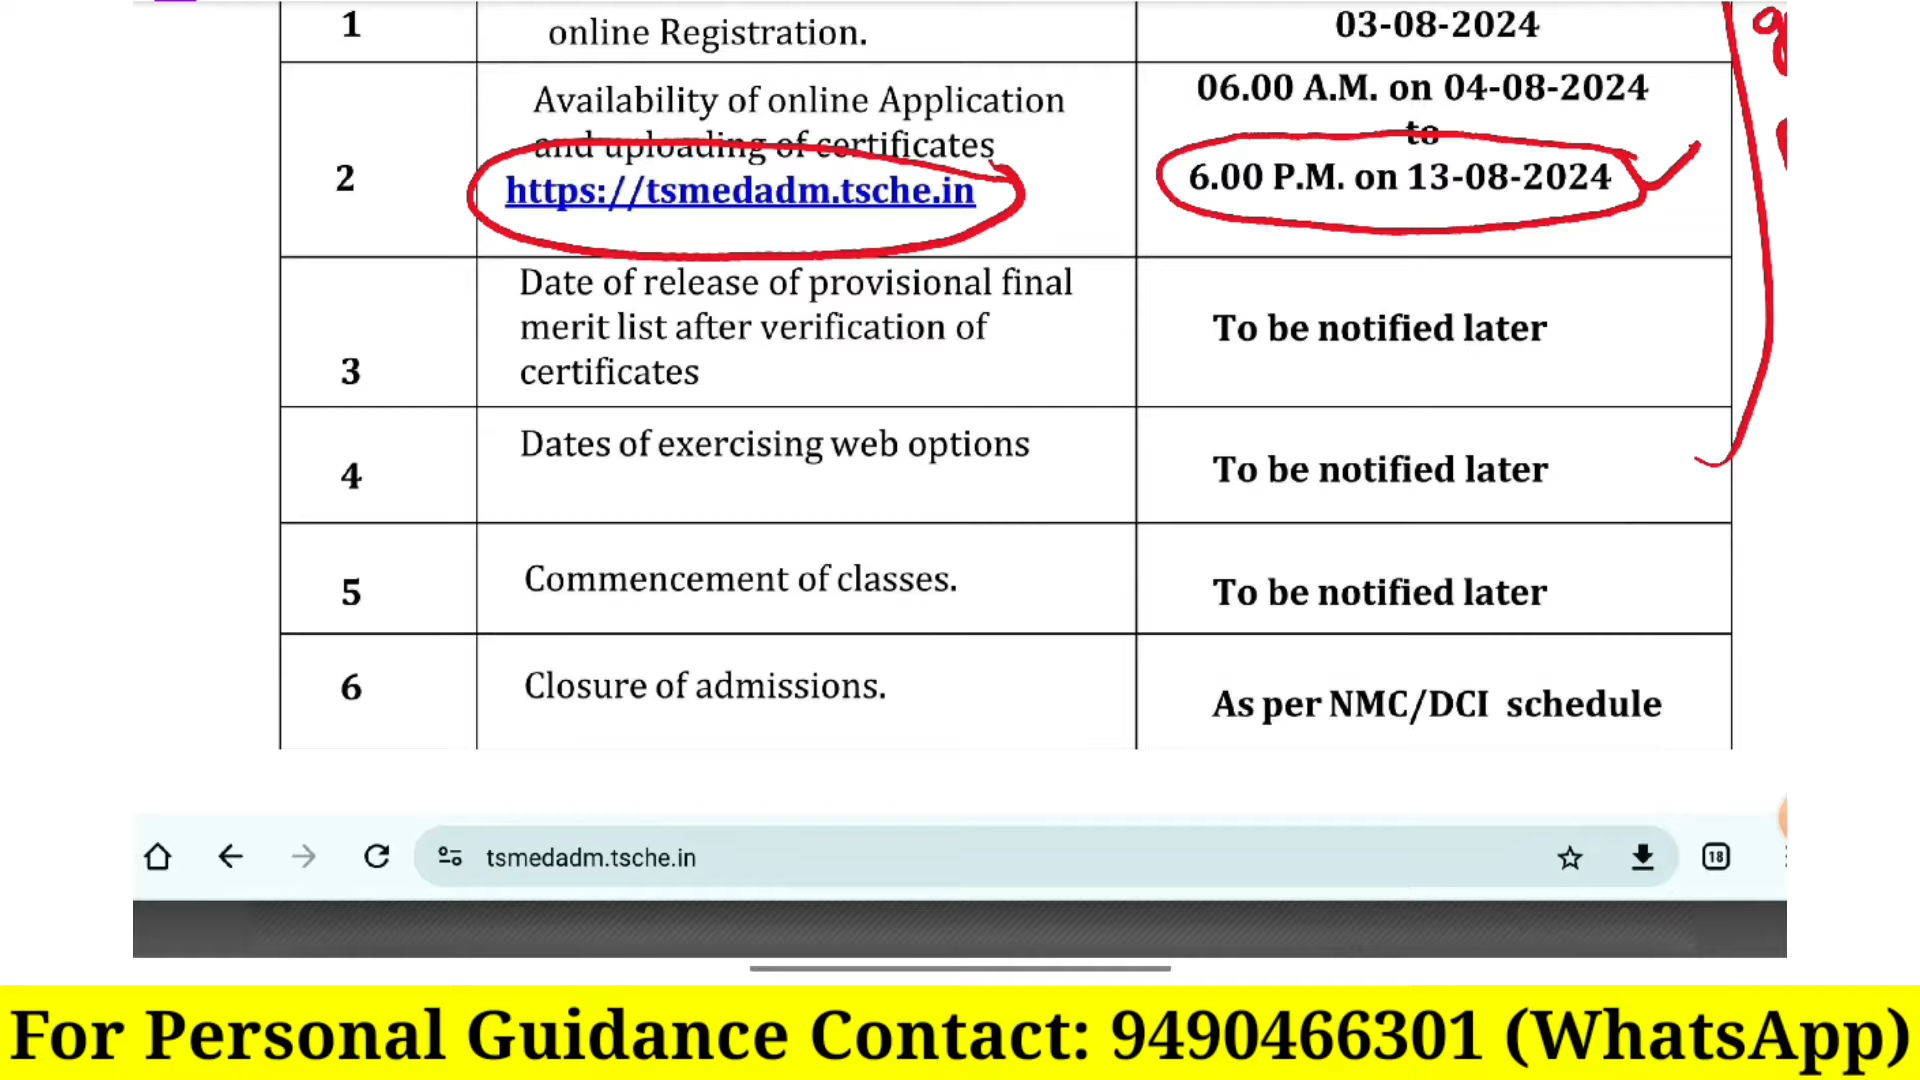 1
online Registration.
03-08-2024
2
Availability of online Application
and uploading of certificates
https://tsmedadm.tsche.in
06.00 A.M. on 04-08-2024
to
6.00 P.M. on 13-08-2024
3
Date of release of provisional final
merit list after verification of
certificates
To be notified later
4
Dates of exercising web options
To be notified later
5
Commencement of classes.
To be notified later
6
Closure of admissions.
As per NMC/DCI schedule
tsmedadm.tsche.in
18
For Personal Guidance Contact: 9490466301 (WhatsApp)